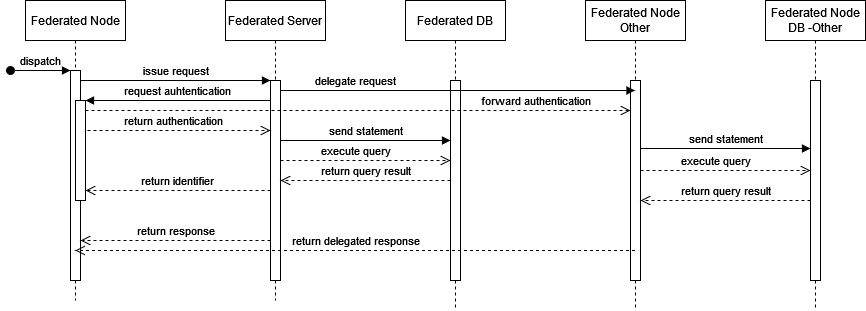 Federated Node
Federated Server
Federated DB
Federated Node
Other
Federated Node
DB -Other
dispatch
issue request
delegate request
request auhtentication
forward authentication
return authentication
send statement
send statement
execute query
execute query
return query result
return identifier
return query result
return response
return delegated response